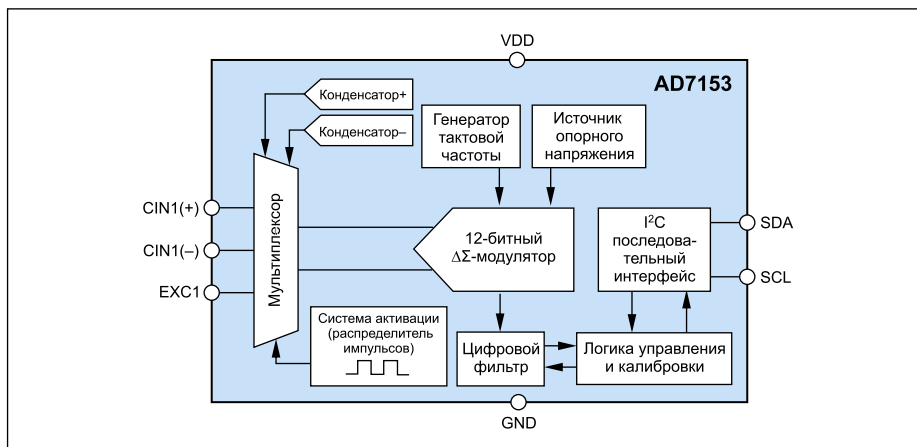 VDD
AD7153
Конденсатор+
Конденсатор–
Генератор
тактовой
частоты
Источник
опорного
напряжения
CIN1(+)
CIN1(–)
EXC1
Мультиплексор
12-битный
ΔΣ-модулятор
I²C
последова-
тельный
интерфейс
SDA
SCL
Система активации
(распределитель
импульсов)
Цифровой
фильтр
Логика управления
и калибровки
GND